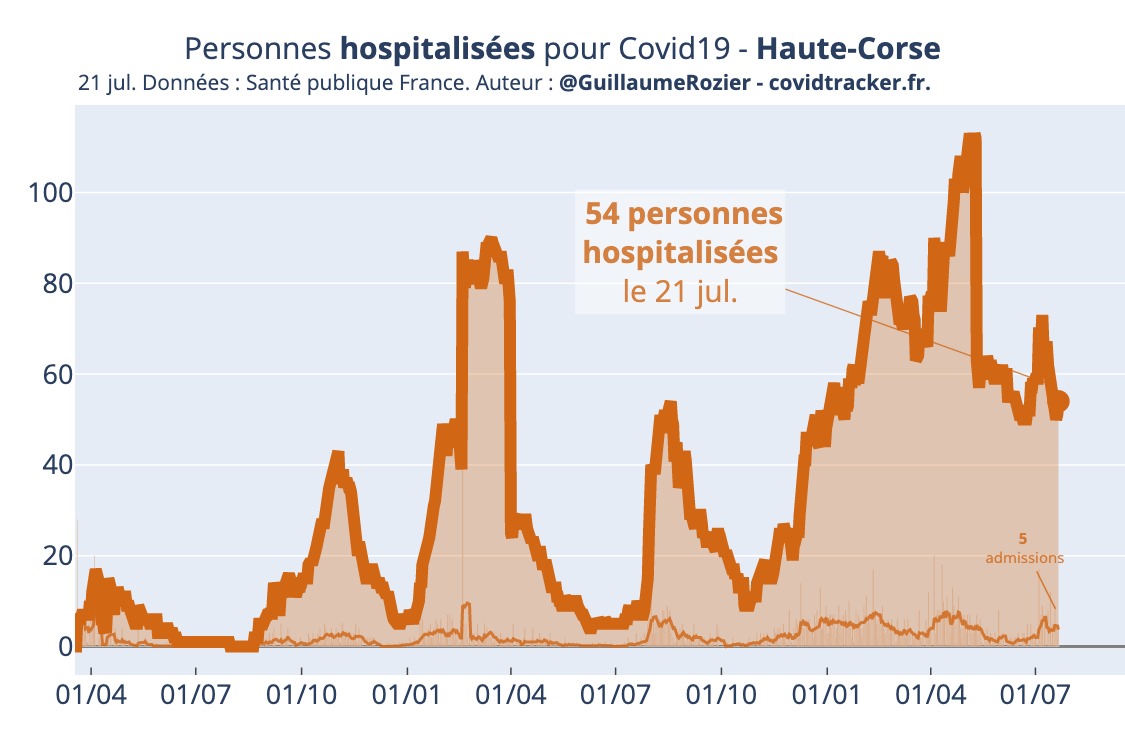 Personnes hospitalisées pour Covid19 - Haute-Corse
21 jul. Données : Santé publique France. Auteur : @GuillaumeRozier - covidtracker.fr.
100
80
60
40
20
0
54 personnes
hospitalisées
le 21 jul.
5
admissions
01/04 01/07 01/10 01/01 01/04 01/07 01/10 01/01 01/04 01/07